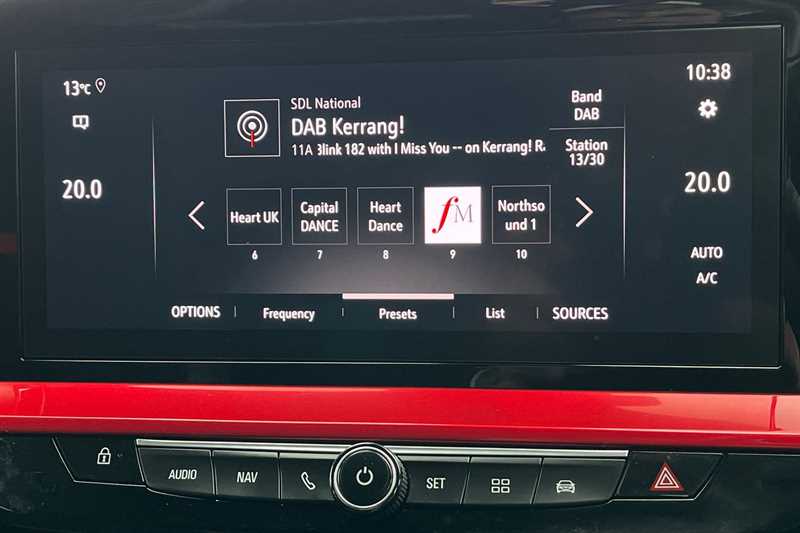 13°C
10:38
SDL National
DAB Kerrang!
11A Blink 182 with I Miss You -- on Kerrang! R.
Band
DAB
Station
13/30
20.0
20.0
Heart UK
Capital
DANCE
Heart
Dance
fM
Northso
und 1
6
7
8
9
10
AUTO
A/C
OPTIONS
Frequency
Presets
List
SOURCES
AUDIO
NAV
SET